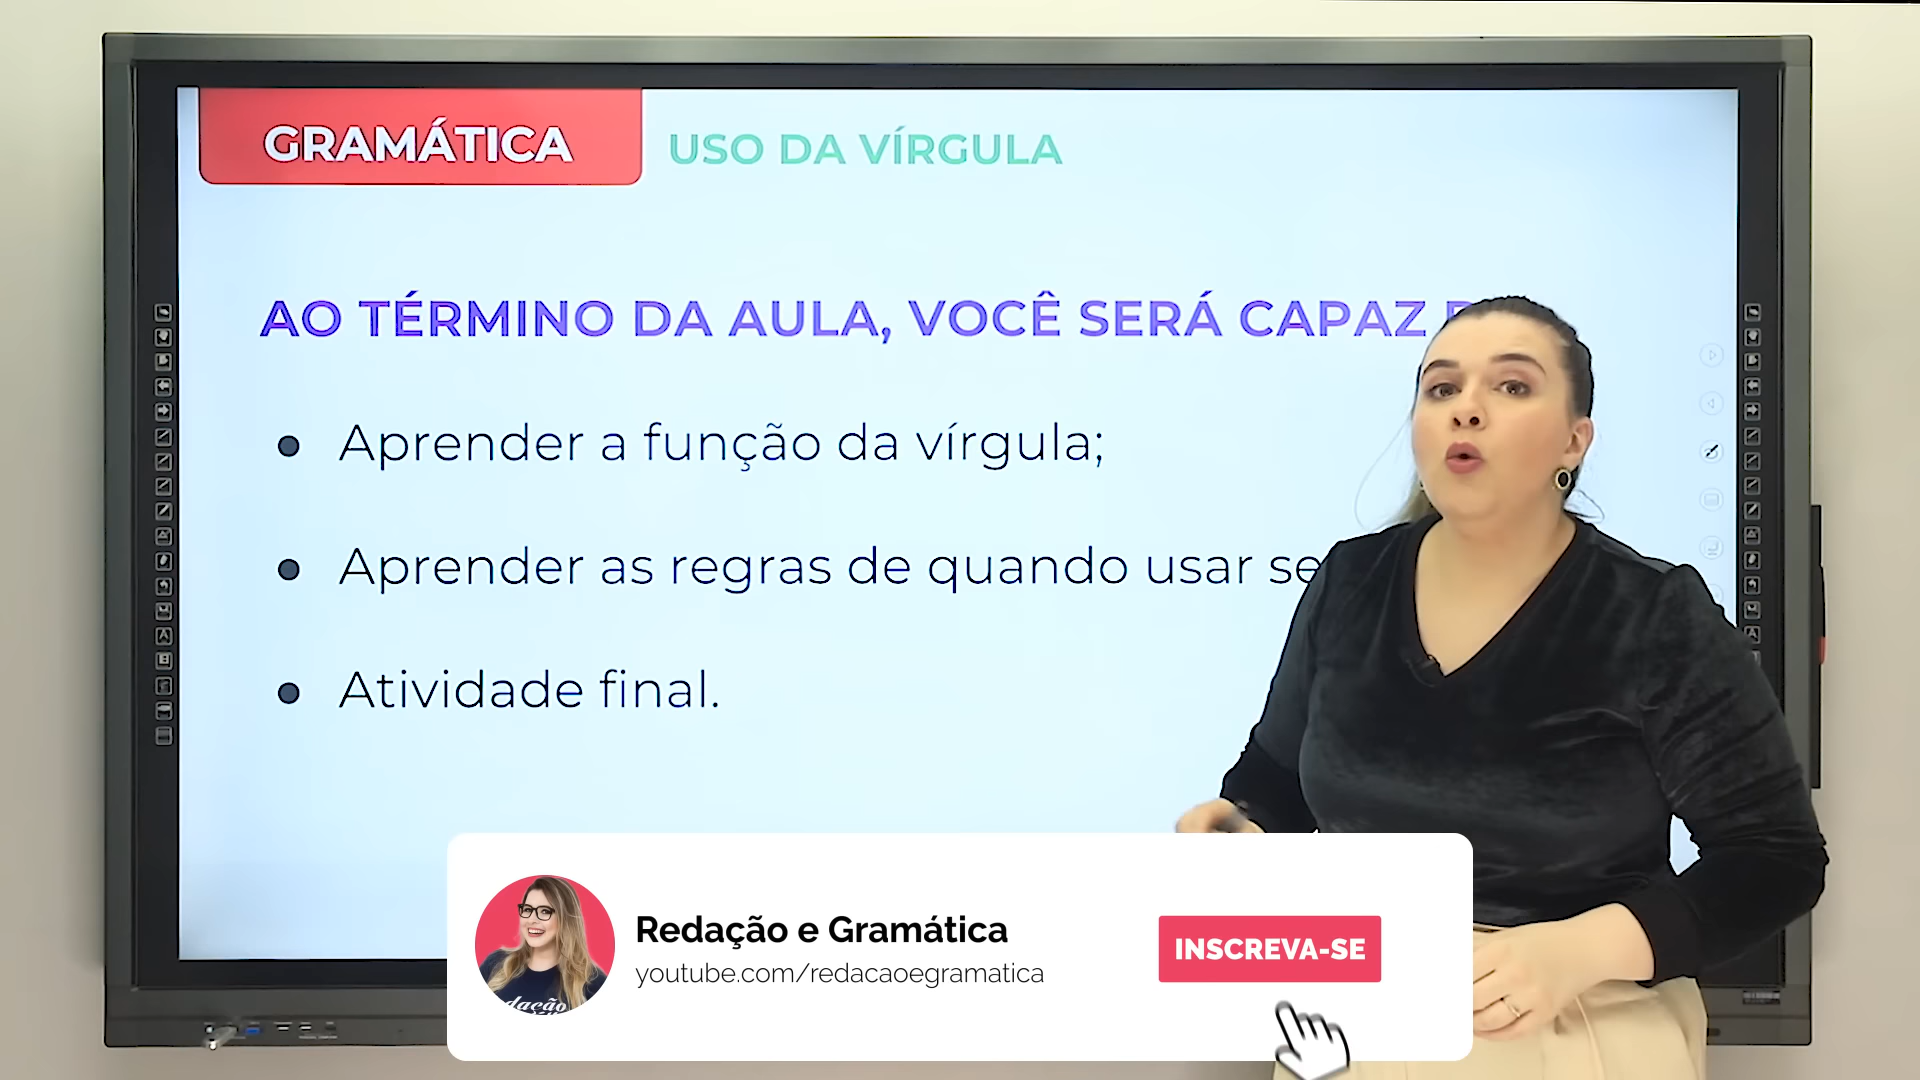 GRAMÁTICA
USO DA VÍRGULA
AO TÉRMINO DA AULA, VOCÊ SERÁ CAPAZ
● Aprender a função da vírgula;
● Aprender as regras de quando usar
● Atividade final.
Redação e Gramática
youtube.com/redacaoegramatica
INSCREVA-SE